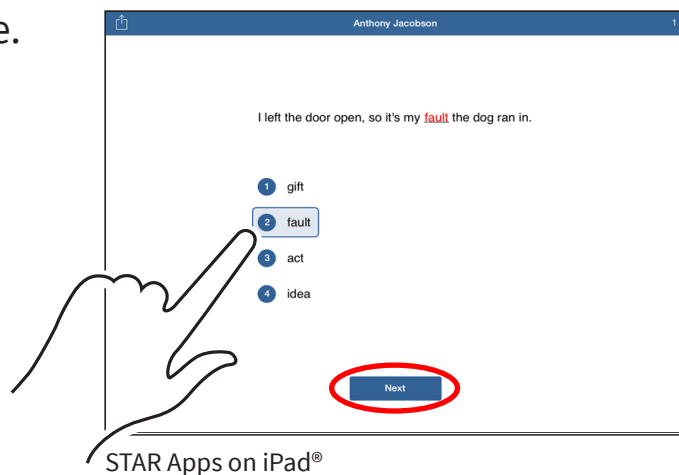 e.
Anthony Jacobson 1
I left the door open, so it's my fault the dog ran in.
1 gift
2 fault
3 act
4 idea
Next
STAR Apps on iPad®